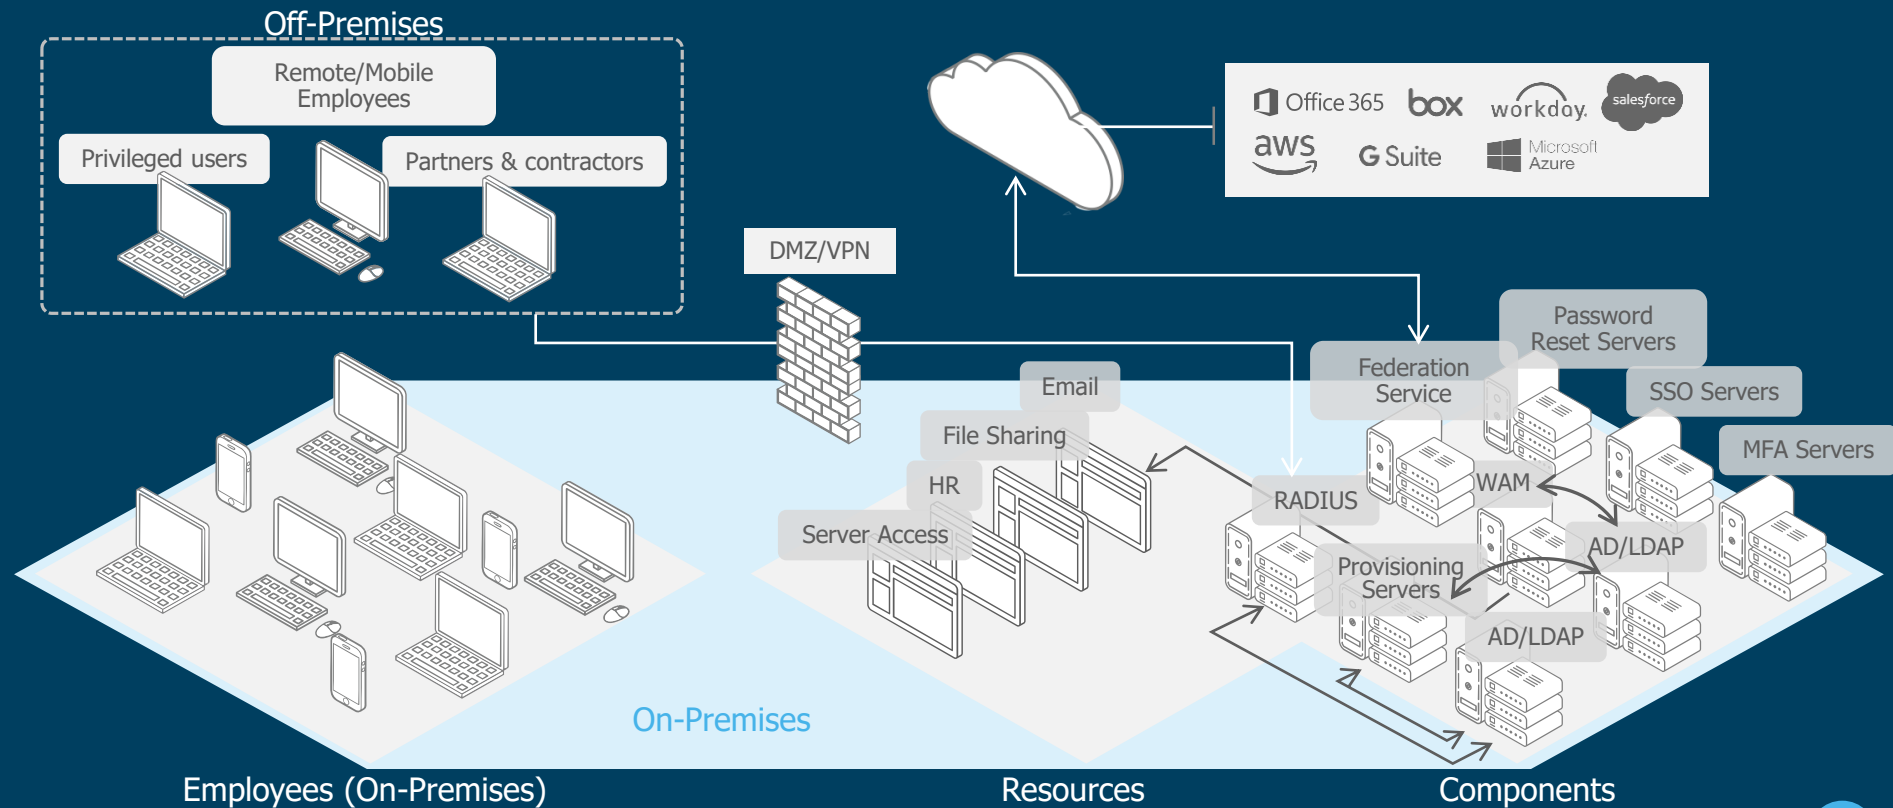 Off-Premises
Remote/Mobile
Employees
Privileged users
Partners & contractors
Office 365
box
workday.
salesforce
aws
G Suite
Microsoft
Azure
DMZ/VPN
Password
Reset Servers
Federation
Service
SSO Servers
MFA Servers
Email
File Sharing
HR
Server Access
RADIUS
WAM
AD/LDAP
Provisioning
Servers
AD/LDAP
On-Premises
Employees (On-Premises)
Resources
Components